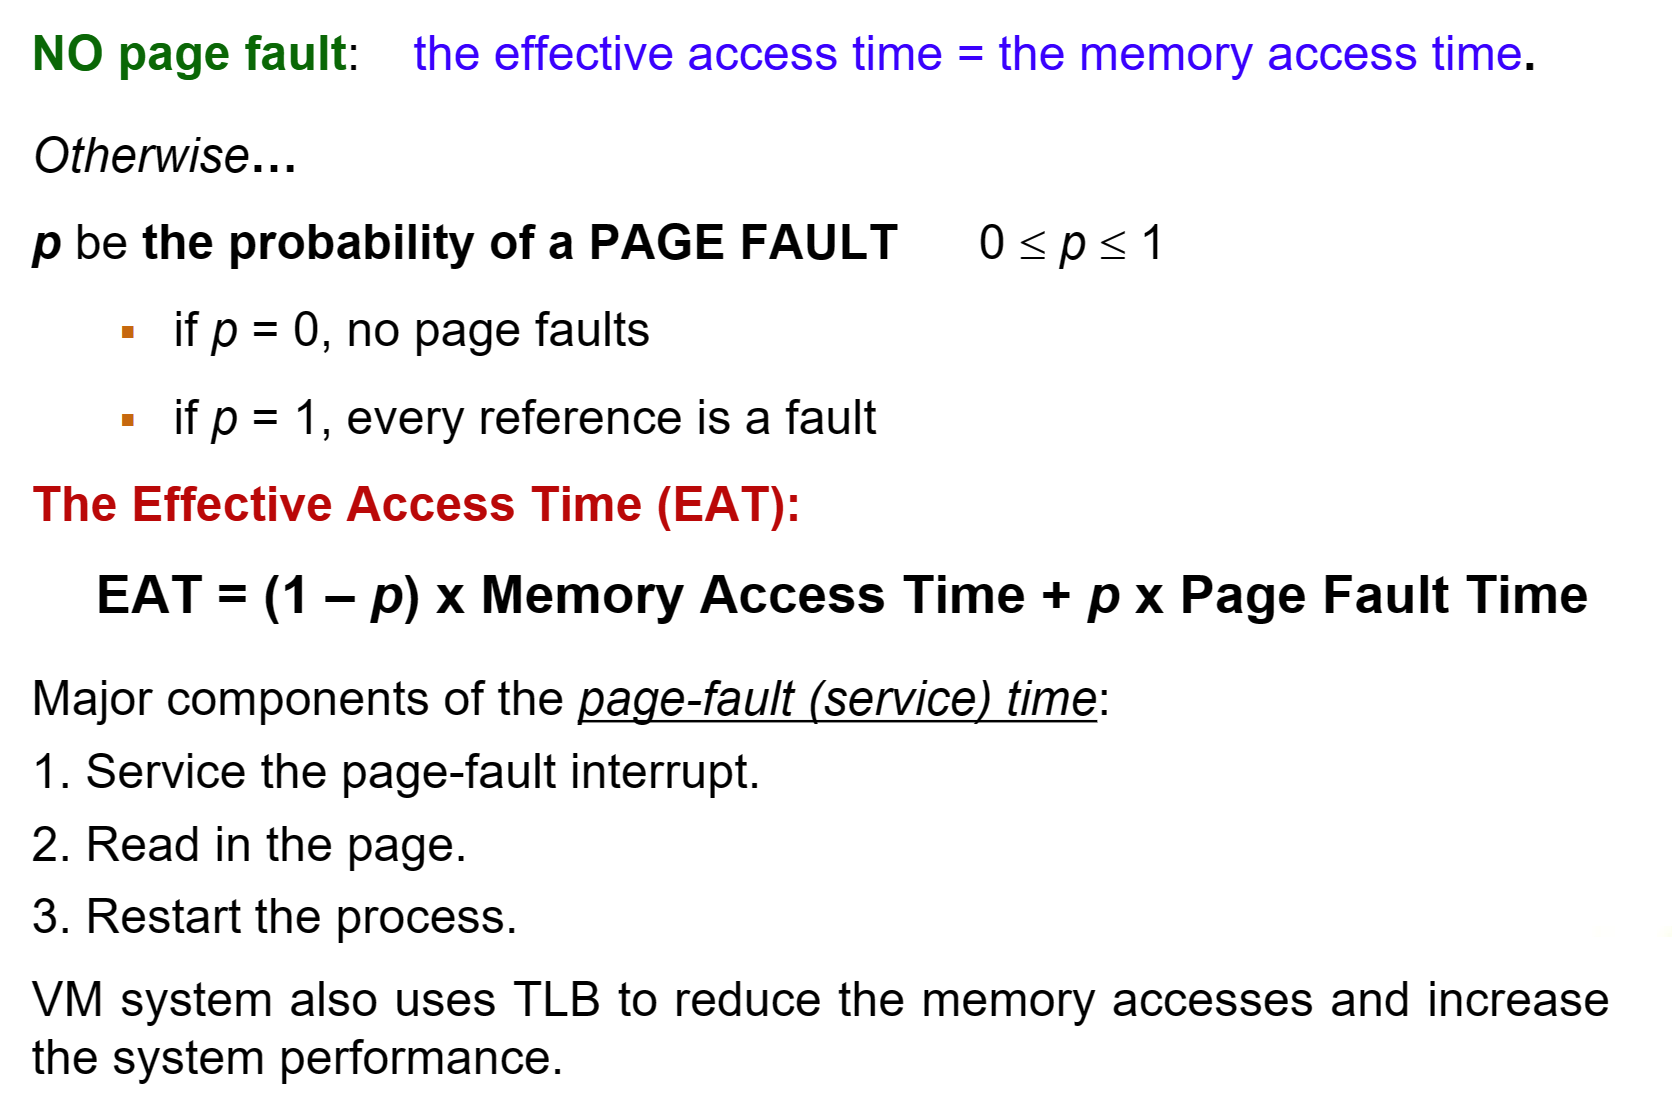 NO page fault: the effective access time = the memory access time.
Otherwise...
p be the probability of a PAGE FAULT 0 ≤ p ≤ 1
▪ if p = 0, no page faults
▪ if p = 1, every reference is a fault
The Effective Access Time (EAT):
EAT = (1 – p) x Memory Access Time + p x Page Fault Time
Major components of the page-fault (service) time:
1. Service the page-fault interrupt.
2. Read in the page.
3. Restart the process.
VM system also uses TLB to reduce the memory accesses and increase
the system performance.